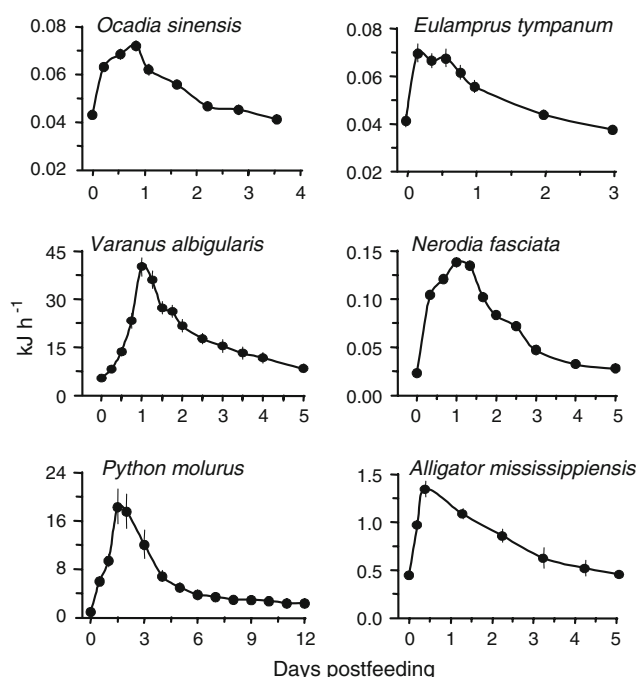 Ocadia sinensis
0.08
0.06
0.04
0.02
0 1 2 3 4
Eulamprus tympanum
0.08
0.06
0.04
0.02
0 1 2 3
Varanus albigularis
45
30
15
0
0 1 2 3 4 5
Nerodia fasciata
0.15
0.10
0.05
0.00
0 1 2 3 4 5
kJ h⁻¹
Python molurus
24
16
8
0
0 3 6 9 12
Alligator mississippiensis
1.5
1.0
0.5
0.0
0 1 2 3 4 5
Days postfeeding